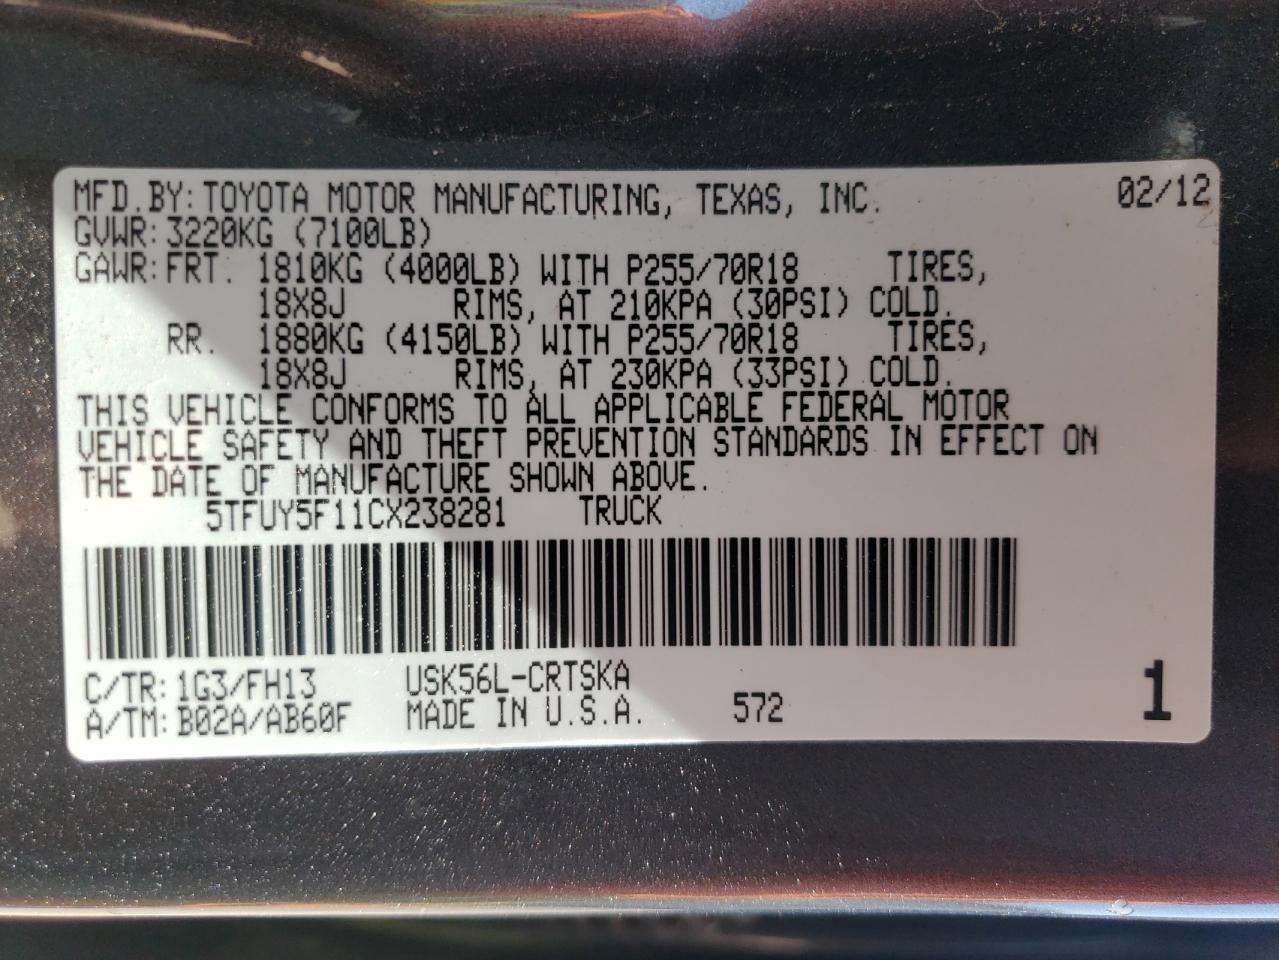 MFD.BY: TOYOTA MOTOR MANUFACTURING, TEXAS, INC. 02/12
GVWR: 3220KG (7100LB)
GAWR: FRT. 1810KG (4000LB) WITH P255/70R18 TIRES,
18X8J RIMS, AT 210KPA (30PSI) COLD.
RR. 1880KG (4150LB) WITH P255/70R18 TIRES,
18X8J RIMS, AT 230KPA (33PSI) COLD.
THIS VEHICLE CONFORMS TO ALL APPLICABLE FEDERAL MOTOR
VEHICLE SAFETY AND THEFT PREVENTION STANDARDS IN EFFECT ON
THE DATE OF MANUFACTURE SHOWN ABOVE.
5TFUY5F11CX238281 TRUCK
C/TR: 1G3/FH13 USK56L-CRTSKA
A/TM: B02A/AB60F MADE IN U.S.A. 572 1